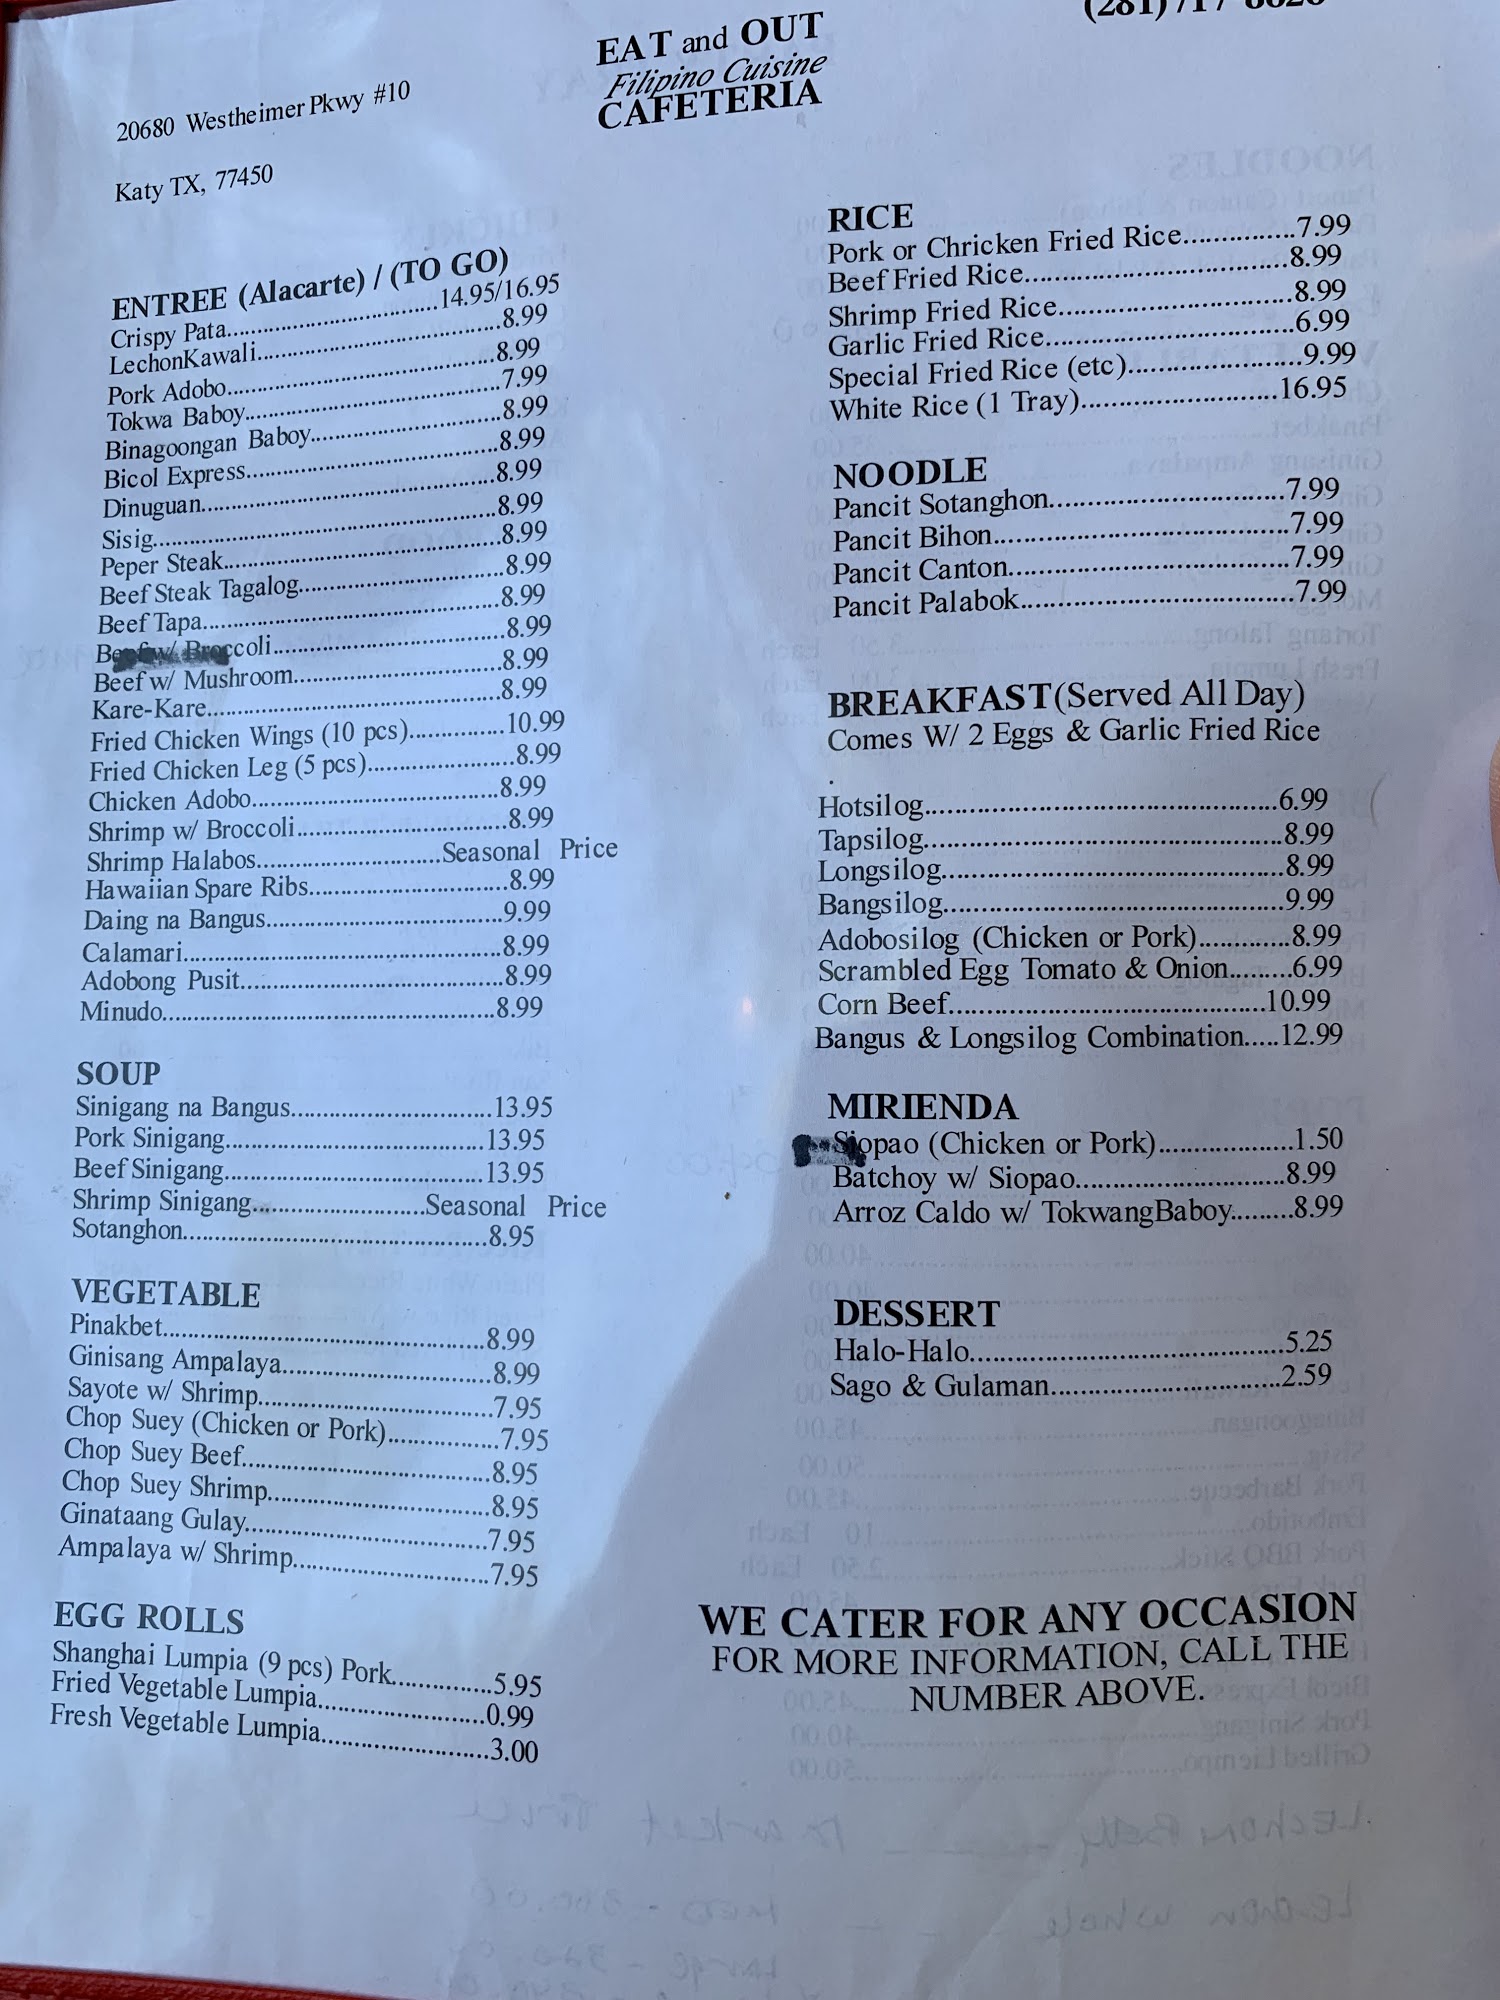 20680 Westheimer Pkwy #10
Katy TX, 77450
EAT and OUT
Filipino Cuisine
CAFETERIA
(281)
ENTREE (Alacarte) / (TO GO)
Crispy Pata....................................14.95/16.95
LechonKawali.......................................8.99
Pork Adobo...........................................8.99
Tokwa Baboy.........................................7.99
Binagoongan Baboy..............................8.99
Bicol Express.........................................8.99
Dinuguan...............................................8.99
Sisig.......................................................8.99
Peper Steak............................................8.99
Beef Steak Tagalog................................8.99
Beef Tapa...............................................8.99
Beef w/ Broccoli.....................................8.99
Beef w/ Mushroom.................................8.99
Kare-Kare..............................................8.99
Fried Chicken Wings (10 pcs)...............10.99
Fried Chicken Leg (5 pcs).......................8.99
Chicken Adobo........................................8.99
Shrimp w/ Broccoli..................................8.99
Shrimp Halabos.............................Seasonal Price
Hawaiian Spare Ribs................................8.99
Daing na Bangus......................................9.99
Calamari...................................................8.99
Adobong Pusit..........................................8.99
Minudo......................................................8.99
SOUP
Sinigang na Bangus................................13.95
Pork Sinigang..........................................13.95
Beef Sinigang..........................................13.95
Shrimp Sinigang............................Seasonal Price
Sotanghon.................................................8.95
VEGETABLE
Pinakbet....................................................8.99
Ginisang Ampalaya..................................8.99
Sayote w/ Shrimp.....................................7.95
Chop Suey (Chicken or Pork)..................7.95
Chop Suey Beef........................................8.95
Chop Suey Shrimp....................................8.95
Ginataang Gulay.......................................7.95
Ampalaya w/ Shrimp................................7.95
EGG ROLLS
Shanghai Lumpia (9 pcs) Pork................5.95
Fried Vegetable Lumpia...........................0.99
Fresh Vegetable Lumpia...........................3.00
RICE
Pork or Chricken Fried Rice...............7.99
Beef Fried Rice......................................8.99
Shrimp Fried Rice..................................8.99
Garlic Fried Rice....................................6.99
Special Fried Rice (etc).........................9.99
White Rice (1 Tray)............................16.95
NOODLE
Pancit Sotanghon..................................7.99
Pancit Bihon..........................................7.99
Pancit Canton........................................7.99
Pancit Palabok.......................................7.99
BREAKFAST(Served All Day)
Comes W/ 2 Eggs & Garlic Fried Rice
.
Hotsilog..................................................6.99
Tapsilog..................................................8.99
Longsilog................................................8.99
Bangsilog................................................9.99
Adobosilog (Chicken or Pork).............8.99
Scrambled Egg Tomato & Onion.........6.99
Corn Beef.............................................10.99
Bangus & Longsilog Combination.....12.99
MIRIENDA
Siopao (Chicken or Pork)....................1.50
Batchoy w/ Siopao................................8.99
Arroz Caldo w/ TokwangBaboy.........8.99
DESSERT
Halo-Halo..............................................5.25
Sago & Gulaman...................................2.59
WE CATER FOR ANY OCCASION
FOR MORE INFORMATION, CALL THE
NUMBER ABOVE.